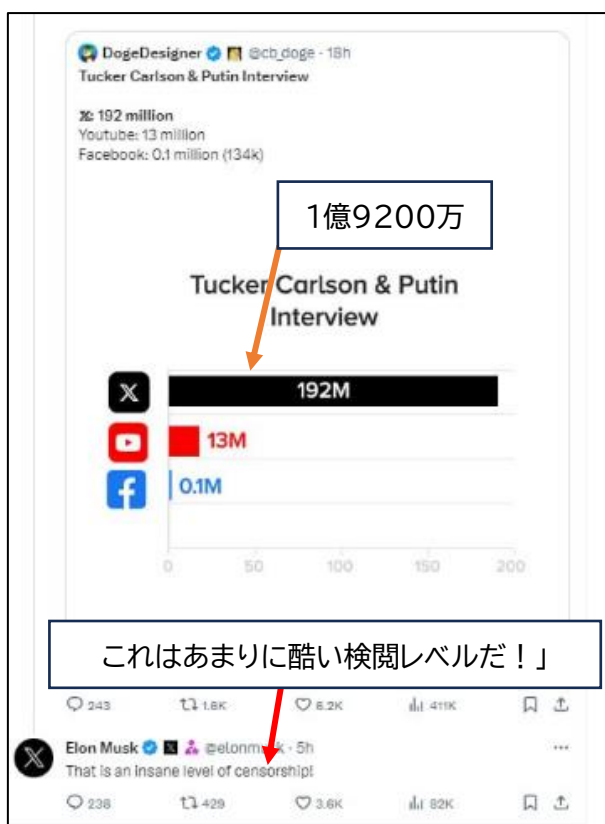 DogeDesigner @cb_doge · 18h
Tucker Carlson & Putin Interview
X: 192 million
Youtube: 13 million
Facebook: 0.1 million (134k)
1億9200万
Tucker Carlson & Putin
Interview
192M
13M
0.1M
0 50 100 150 200
これはあまりに酷い検閲レベルだ！」
243 1.8K 6.2K 411K
Elon Musk @elonmusk · 5h
That is an insane level of censorship!
238 429 3.6K 82K